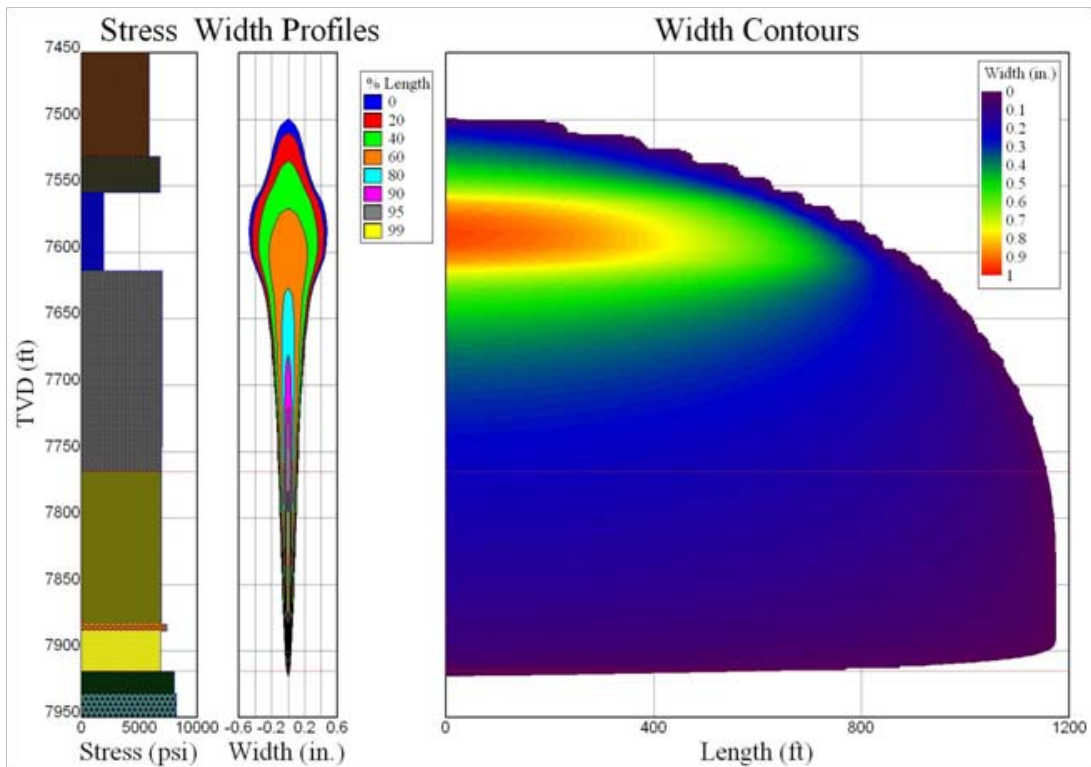 Stress
Width Profiles
Width Contours
TVD (ft)
7450
7500
7550
7600
7650
7700
7750
7800
7850
7900
7950
0 5000 10000
Stress (psi)
% Length
0
20
40
60
80
90
95
99
-0.6 -0.2 0.2 0.6
Width (in.)
Width (in.)
0
0.1
0.2
0.3
0.4
0.5
0.6
0.7
0.8
0.9
1
0 400 800 1200
Length (ft)